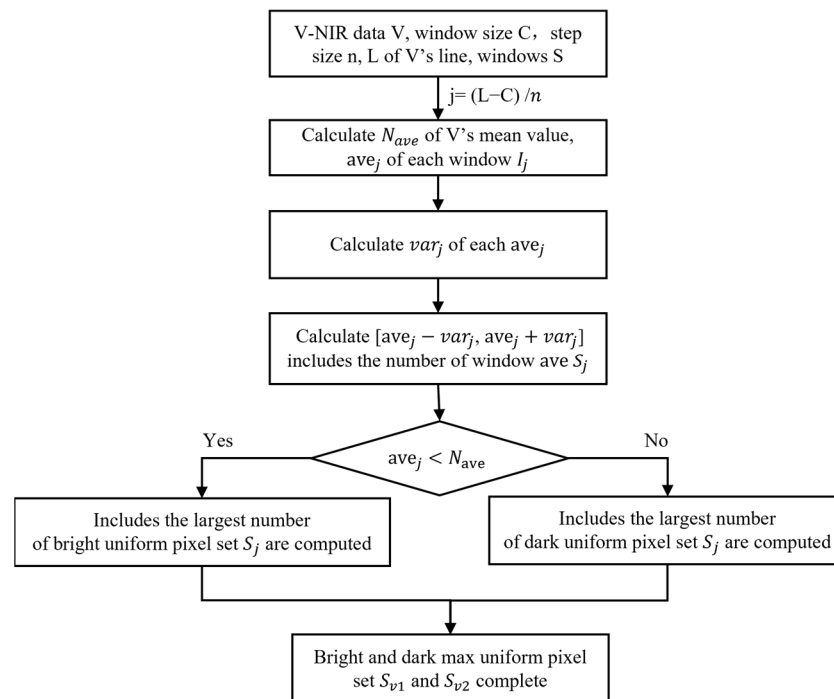 V-NIR data V, window size C, step
size n, L of V's line, windows S
j= (L−C) /n
Calculate N_ave of V's mean value,
ave_j of each window I_j
Calculate var_j of each ave_j
Calculate [ave_j − var_j, ave_j + var_j]
includes the number of window ave S_j
Yes
No
ave_j < N_ave
Includes the largest number
of bright uniform pixel set S_j are computed
Includes the largest number
of dark uniform pixel set S_j are computed
Bright and dark max uniform pixel
set S_v1 and S_v2 complete